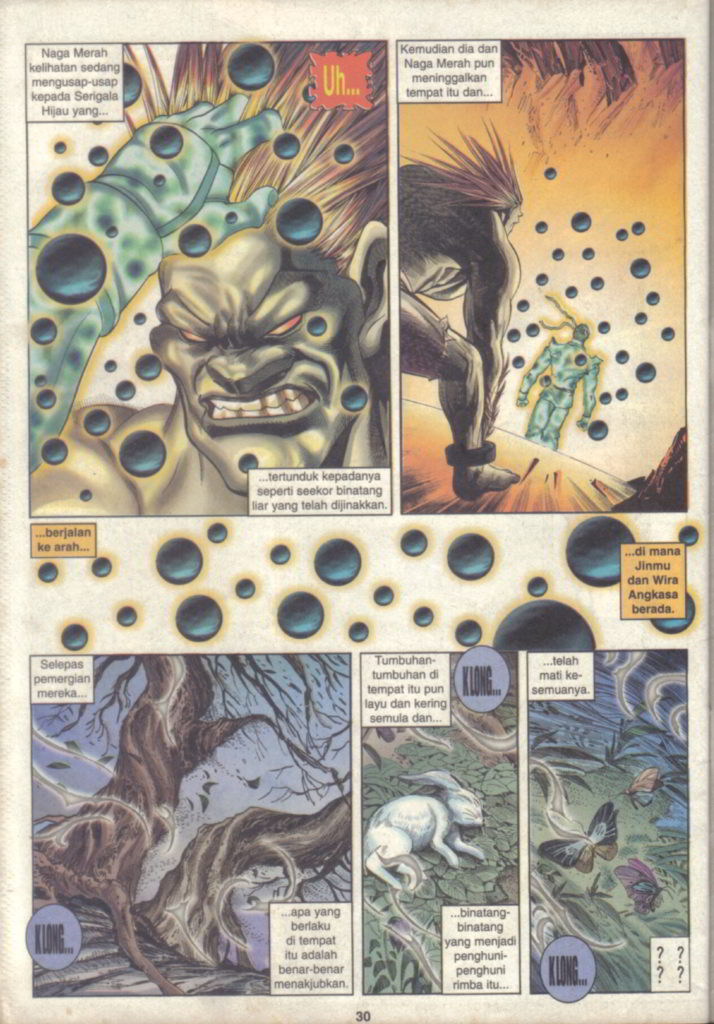 Naga Merah
kelihatan sedang
mengusap-usap
kepada Serigala
Hijau yang...
Uh...
...tertunduk kepadanya
seperti seekor binatang
liar yang telah dijinakkan.
Kemudian dia dan
Naga Merah pun
meninggalkan
tempat itu dan...
...berjalan
ke arah...
...di mana
Jinmu
dan Wira
Angkasa
berada.
Selepas
pemergian
mereka...
KLONG...
...apa yang
berlaku
di tempat
itu adalah
benar-benar
menakjubkan.
Tumbuhan-
tumbuhan di
tempat itu pun
layu dan kering
semula dan...
KLONG...
...binatang-
binatang
yang menjadi
penghuni-
penghuni
rimba itu...
...telah
mati ke-
semuanya.
KLONG...
? ?
? ?
30